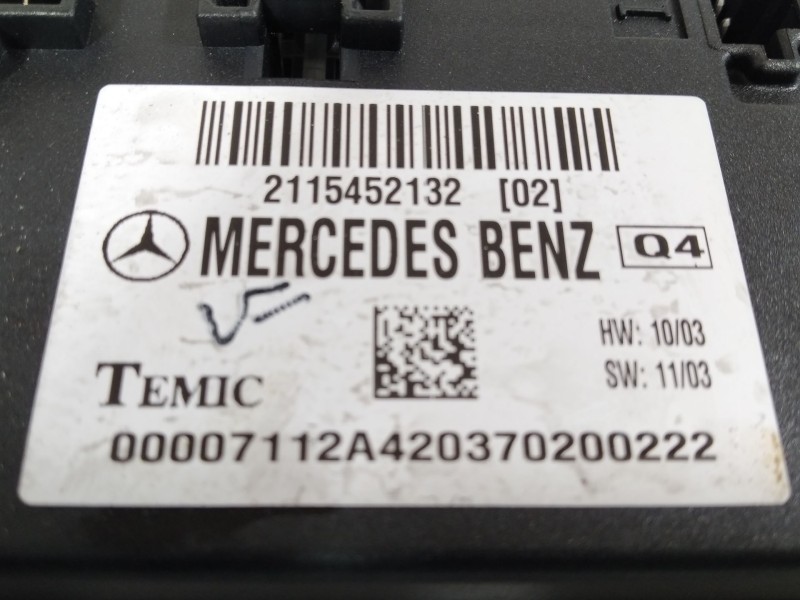 2115452132 [02]
MERCEDES BENZ Q4
HW: 10/03
SW: 11/03
TEMIC
00007112A420370200222